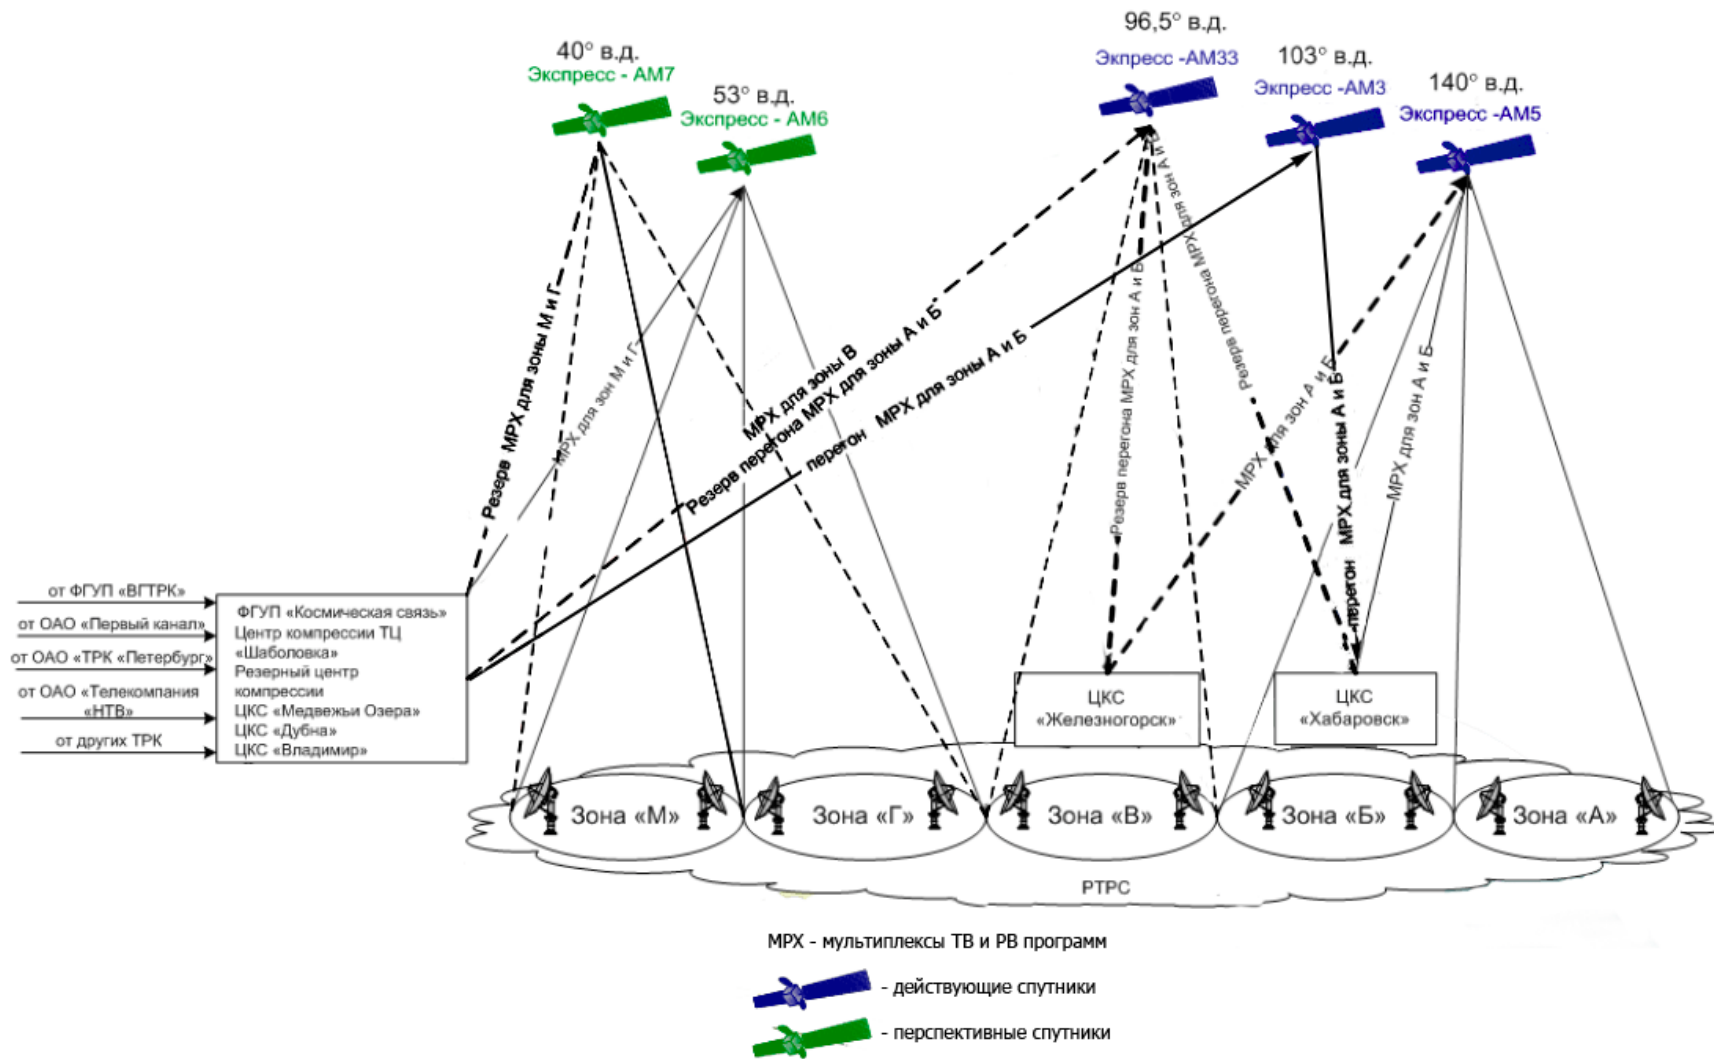 96,5° в.д.
Экпресс -АМ33
40° в.д.
Экспресс - АМ7
103° в.д.
Экпресс -АМ3
53° в.д.
Экспресс - АМ6
140° в.д.
Экпресс -АМ5
Резерв МРХ для зоны М и Г
МРХ для зон М и Г
МРХ для зоны В
Резерв перегона МРХ для зоны А и Б
перегон МРХ для зоны А и Б
Резерв перегона МРХ для зон А и Б
Резерв перегона МРХ для зон А и Б
МРХ для зон А и Б
перегон МРХ для зоны А и Б
МРХ для зон А и Б
от ФГУП «ВГТРК»
от ОАО «Первый канал»
от ОАО «ТРК «Петербург»
от ОАО «Телекомпания
«НТВ»
от других ТРК
ФГУП «Космическая связь»
Центр компрессии ТЦ
«Шаболовка»
Резерный центр
компрессии
ЦКС «Медвежьи Озера»
ЦКС «Дубна»
ЦКС «Владимир»
ЦКС
«Железногорск»
ЦКС
«Хабаровск»
Зона «М»
Зона «Г»
Зона «В»
Зона «Б»
Зона «А»
РТРС
МРХ - мультиплексы ТВ и РВ программ
- действующие спутники
- перспективные спутники